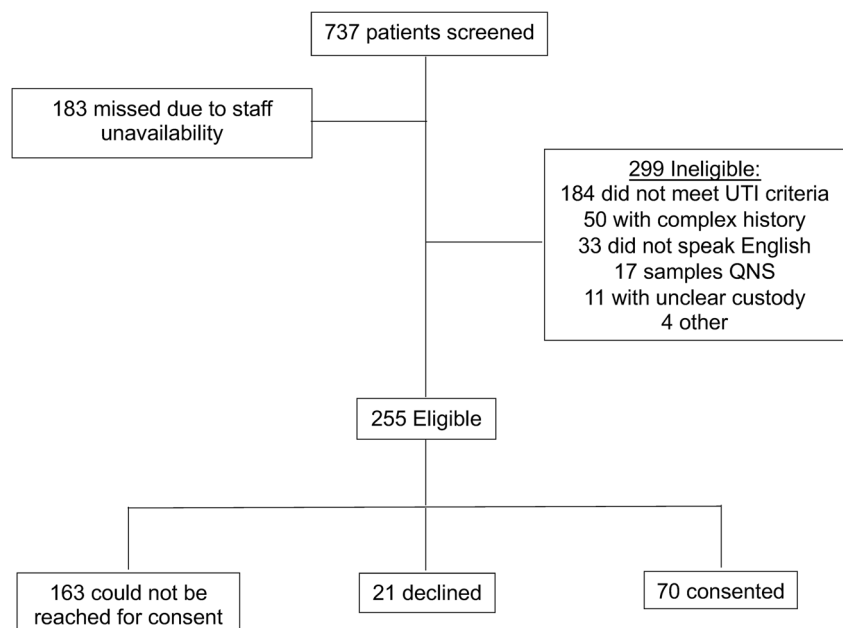 737 patients screened
183 missed due to staff
unavailability
299 Ineligible:
184 did not meet UTI criteria
50 with complex history
33 did not speak English
17 samples QNS
11 with unclear custody
4 other
255 Eligible
163 could not be
reached for consent
21 declined
70 consented